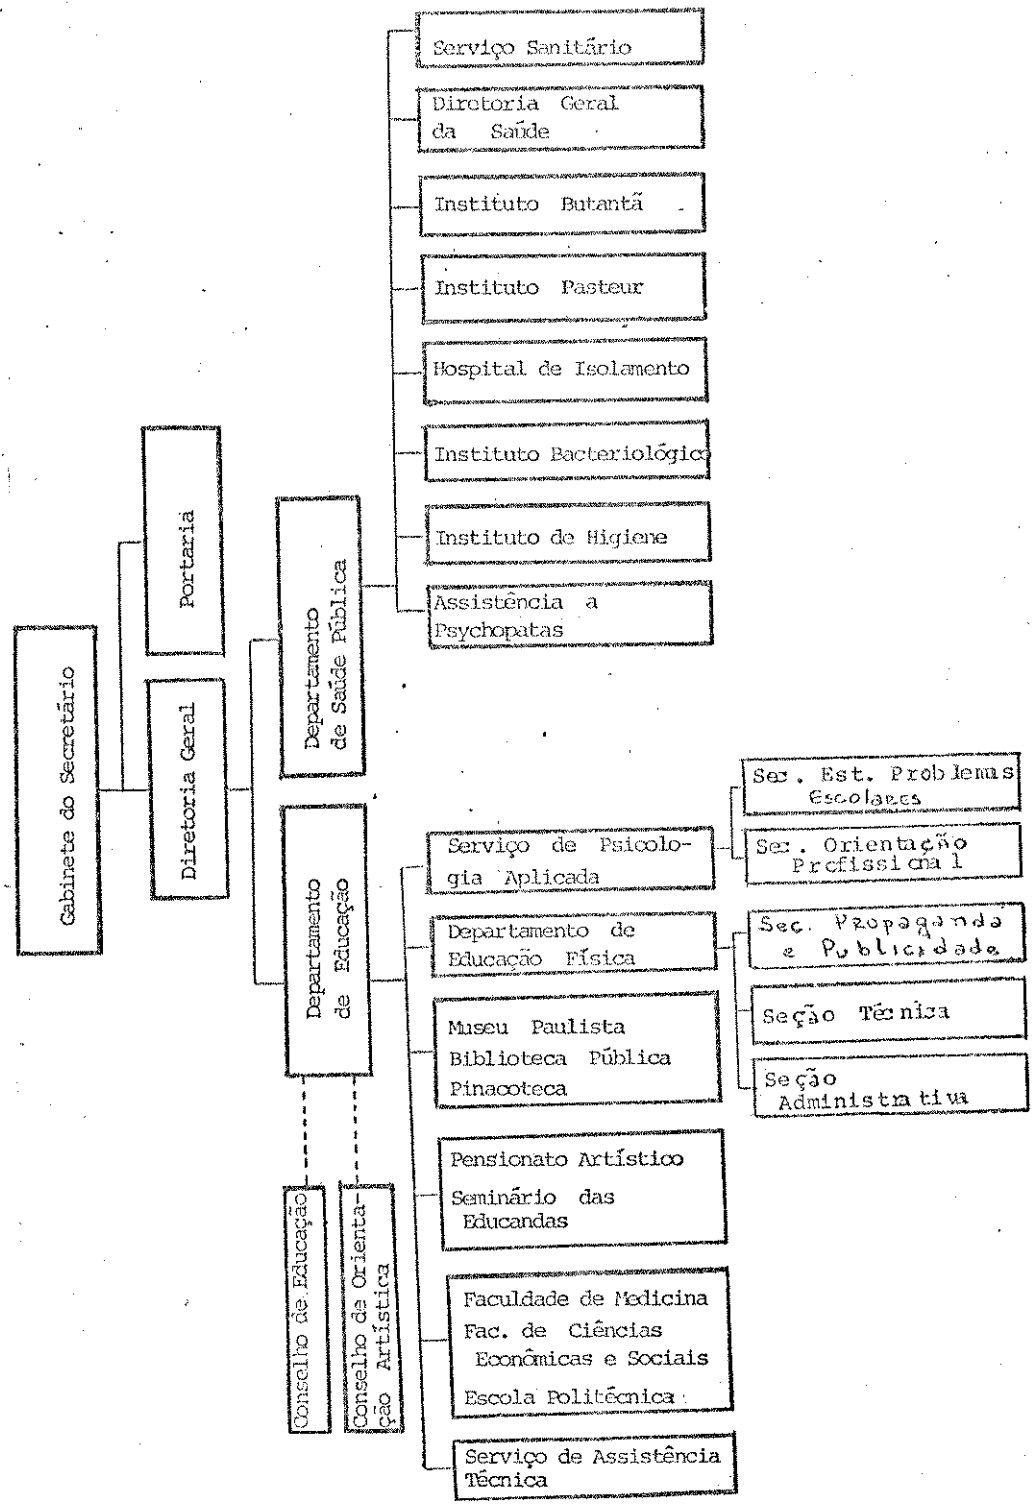 Gabinete do Secretário
Portaria
Diretoria Geral
Departamento
de Saúde Pública
Serviço Sanitário
Diretoria Geral
da Saúde
Instituto Butantã
Instituto Pasteur
Hospital de Isolamento
Instituto Bacteriológico
Instituto de Higiene
Assistência a
Psychopatas
Departamento
de Educação
Conselho de Educação
Conselho de Orienta-
ção Artística
Serviço de Psicolo-
gia Aplicada
Sec. Est. Problemas
Escolares
Sec. Orientação
Profissional
Departamento de
Educação Física
Sec. Propaganda
e Publicidade
Seção Técnica
Seção
Administrativa
Museu Paulista
Biblioteca Pública
Pinacoteca
Pensionato Artístico
Seminário das
Educandas
Faculdade de Medicina
Fac. de Ciências
Econômicas e Sociais
Escola Politécnica
Serviço de Assistência
Técnica